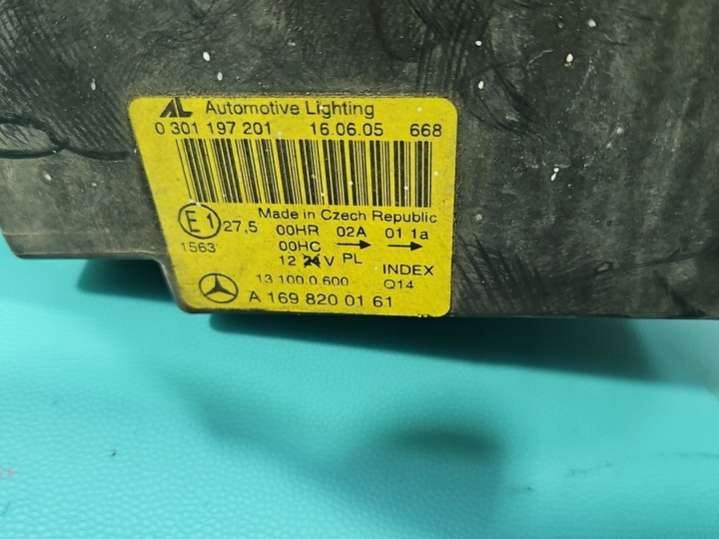 AL Automotive Lighting
0 301 197 201 16.06.05 668
Made in Czech Republic
E1 27,5 00HR 02A 01 1a
1563 00HC → →
12 V PL INDEX
13 100 0 600 Q14
A 169 820 01 61